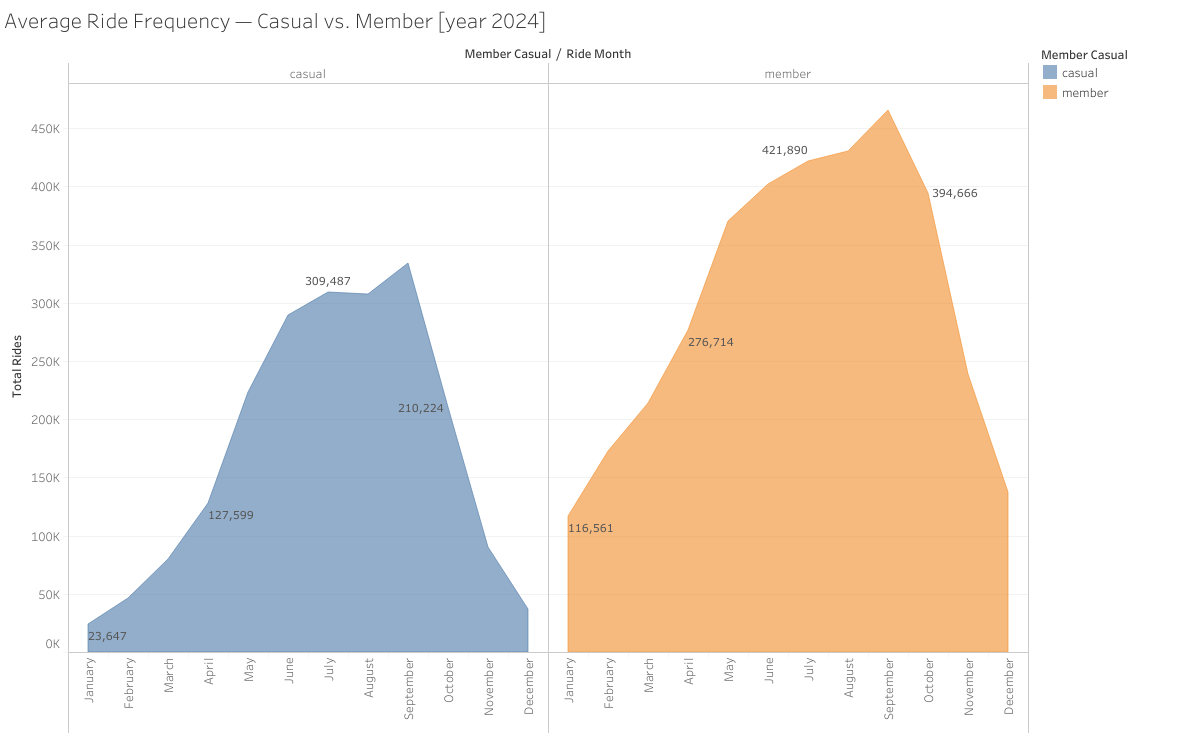 Average Ride Frequency — Casual vs. Member [year 2024]
Member Casual / Ride Month
casual
member
Member Casual
casual
member
Total Rides
450K
400K
350K
300K
250K
200K
150K
100K
50K
0K
23,647
127,599
309,487
210,224
116,561
276,714
421,890
394,666
January
February
March
April
May
June
July
August
September
October
November
December
January
February
March
April
May
June
July
August
September
October
November
December